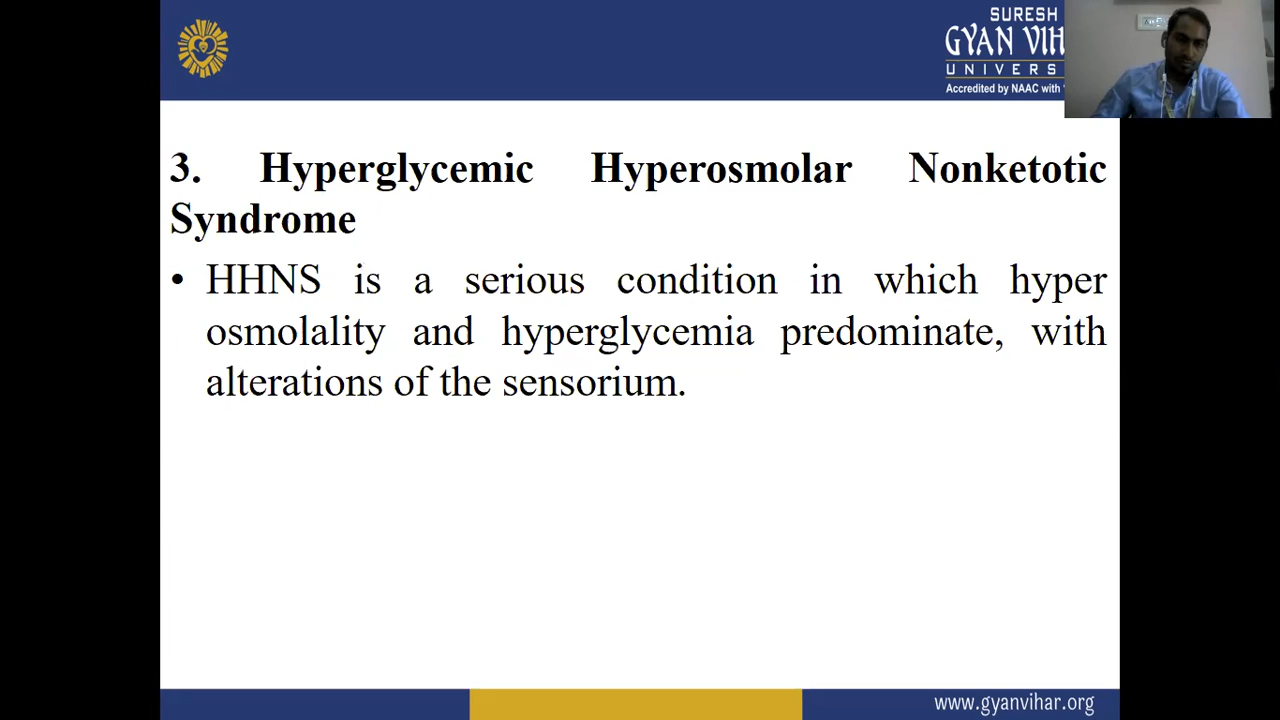 SURESH
GYAN VIH
UNIVERS
Accredited by NAAC with
3. Hyperglycemic Hyperosmolar Nonketotic
Syndrome
• HHNS is a serious condition in which hyper
osmolality and hyperglycemia predominate, with
alterations of the sensorium.
www.gyanvihar.org